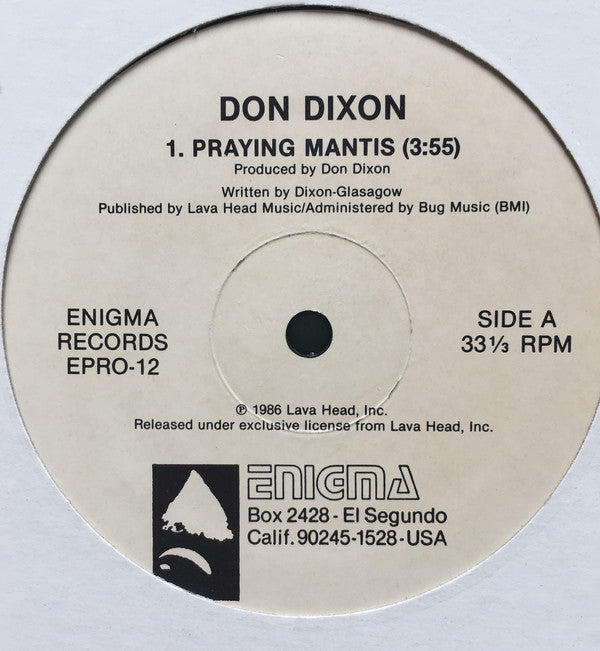 DON DIXON
1. PRAYING MANTIS (3:55)
Produced by Don Dixon
Written by Dixon-Glasagow
Published by Lava Head Music/Administered by Bug Music (BMI)
ENIGMA
RECORDS
EPRO-12
SIDE A
33⅓ RPM
℗ 1986 Lava Head, Inc.
Released under exclusive license from Lava Head, Inc.
ENIGMA
Box 2428 - El Segundo
Calif. 90245-1528-USA